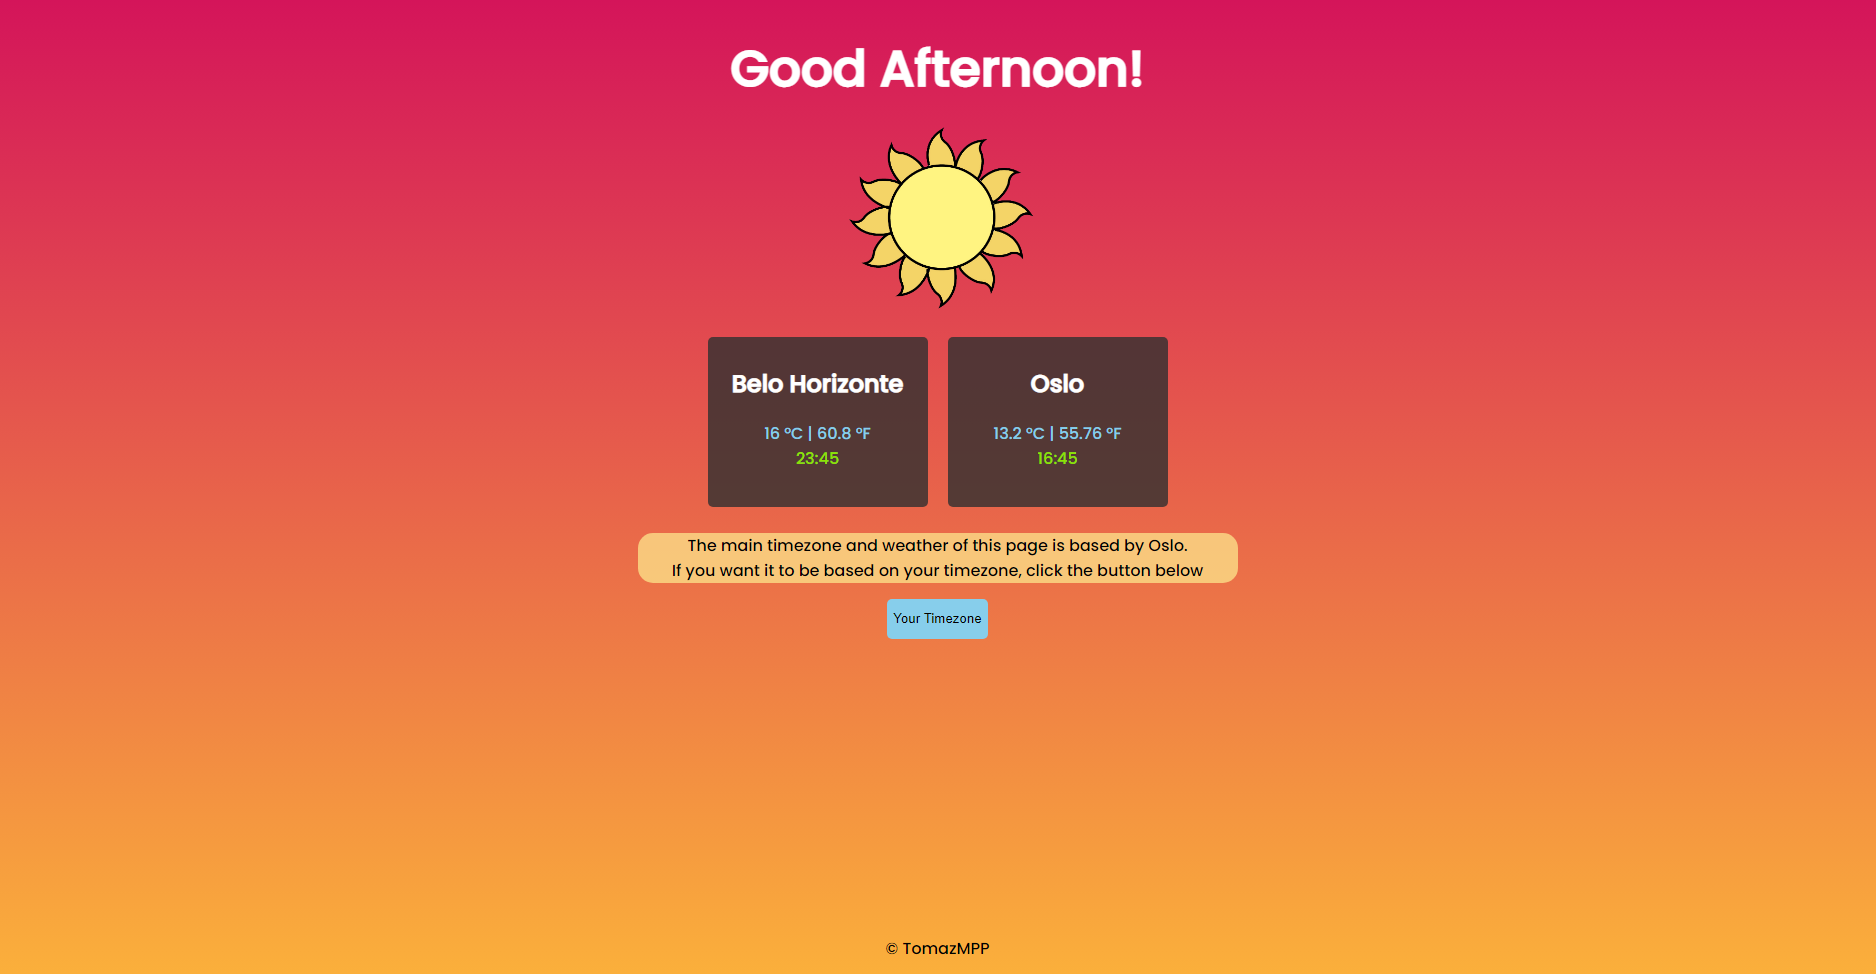 Good Afternoon!
Belo Horizonte
16 ºC | 60.8 ºF
23:45
Oslo
13.2 ºC | 55.76 ºF
16:45
The main timezone and weather of this page is based by Oslo.
If you want it to be based on your timezone, click the button below
Your Timezone
© TomazMPP